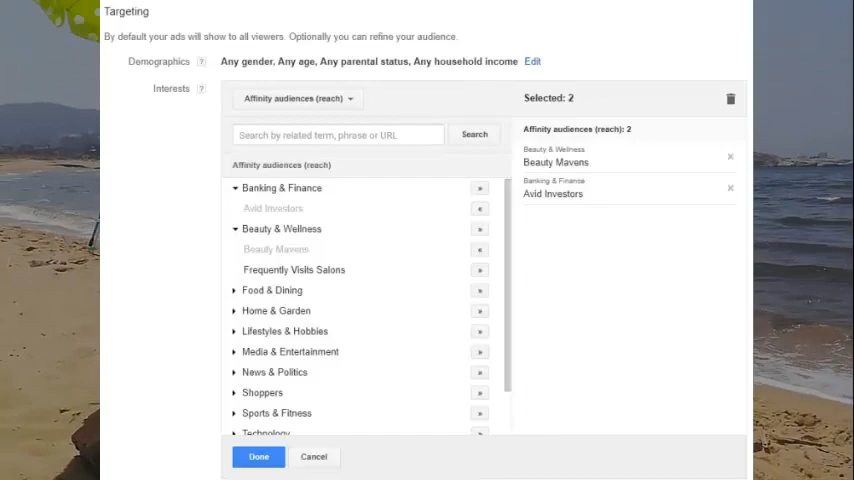 Targeting
By default your ads will show to all viewers. Optionally you can refine your audience.
Demographics ? Any gender, Any age, Any parental status, Any household income Edit
Interests ?
Affinity audiences (reach)
Selected: 2
Search by related term, phrase or URL
Search
Affinity audiences (reach)
Banking & Finance »
Avid Investors «
Beauty & Wellness »
Beauty Mavens «
Frequently Visits Salons »
Food & Dining »
Home & Garden »
Lifestyles & Hobbies »
Media & Entertainment »
News & Politics »
Shoppers »
Sports & Fitness »
Technology »
Affinity audiences (reach): 2
Beauty & Wellness
Beauty Mavens ×
Banking & Finance
Avid Investors ×
Done
Cancel